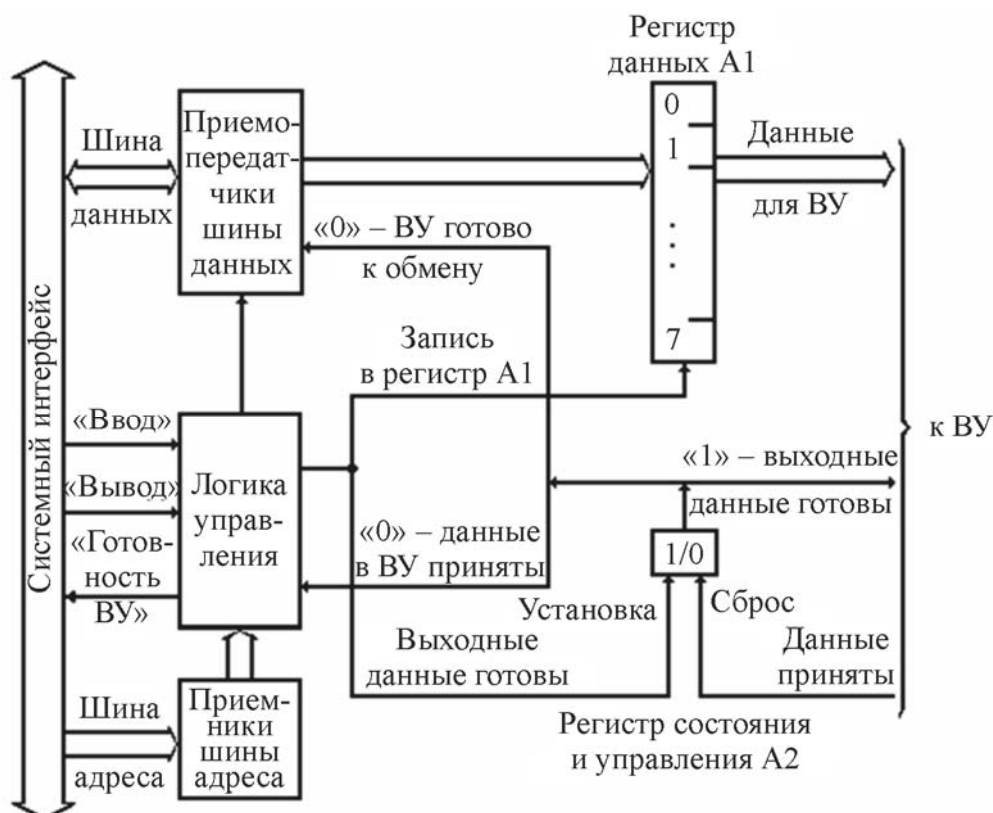 Регистр
данных А1
0
1
7
Приемо-
передат-
чики
шины
данных
Шина
данных
Данные
для ВУ
«0» – ВУ готово
к обмену
Запись
в регистр А1
Системный интерфейс
«Ввод»
«Вывод»
«Готов-
ность
ВУ»
Логика
управ-
ления
к ВУ
«1» – выходные
данные готовы
«0» – данные
в ВУ приняты
1/0
Установка
Сброс
Выходные
данные готовы
Данные
приняты
Шина
адреса
Прием-
ники
шины
адреса
Регистр состояния
и управления А2